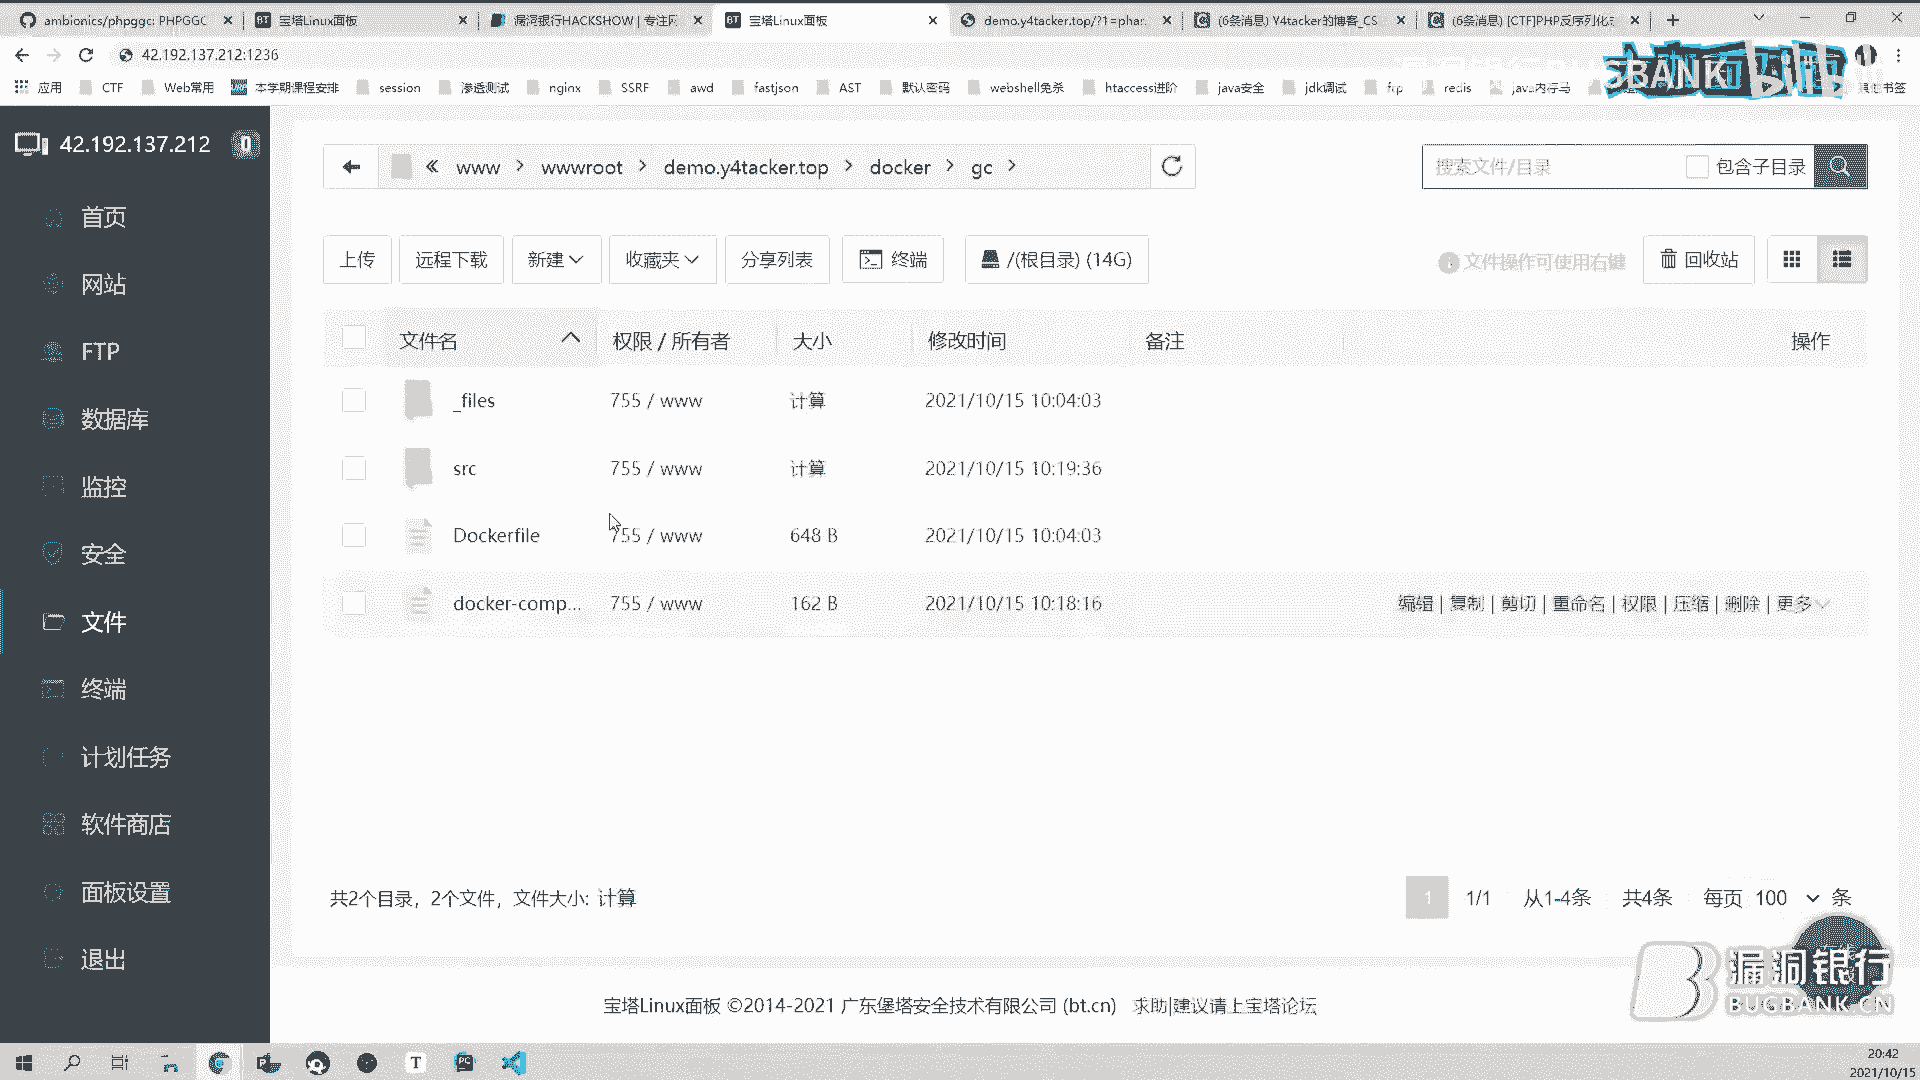 ambionics/phpggc: PHPGGC
宝塔Linux面板
漏洞银行HACKSHOW | 专注
宝塔Linux面板
demo.y4tacker.top/?1=phar
(6条消息) Y4tacker的博客_CS
(6条消息) [CTF]PHP反序列化
42.192.137.212:1236
应用 CTF Web常用 本学期课程安排 session 渗透测试 nginx SSRF awd fastjson AST 默认密码 webshell免杀 htaccess进阶 java安全 jdk调试 ftp redis java内存马
SBANK bili
42.192.137.212 0
首页
网站
FTP
数据库
监控
安全
文件
终端
计划任务
软件商店
面板设置
退出
www > wwwroot > demo.y4tacker.top > docker > gc >
搜索文件/目录 包含子目录
上传 远程下载 新建 收藏夹 分享列表 终端 /(根目录) (14G) 文件操作可使用右键 回收站
文件名 权限 / 所有者 大小 修改时间 备注 操作
_files 755 / www 计算 2021/10/15 10:04:03
src 755 / www 计算 2021/10/15 10:19:36
Dockerfile 755 / www 648 B 2021/10/15 10:04:03
docker-comp... 755 / www 162 B 2021/10/15 10:18:16 编辑 | 复制 | 剪切 | 重命名 | 权限 | 压缩 | 删除 | 更多
共2个目录，2个文件，文件大小: 计算 1 1/1 从1-4条 共4条 每页 100 条
宝塔Linux面板 ©2014-2021 广东堡塔安全技术有限公司 (bt.cn) 求助|建议请上宝塔论坛
漏洞银行
BUGBANK.CN
20:42
2021/10/15